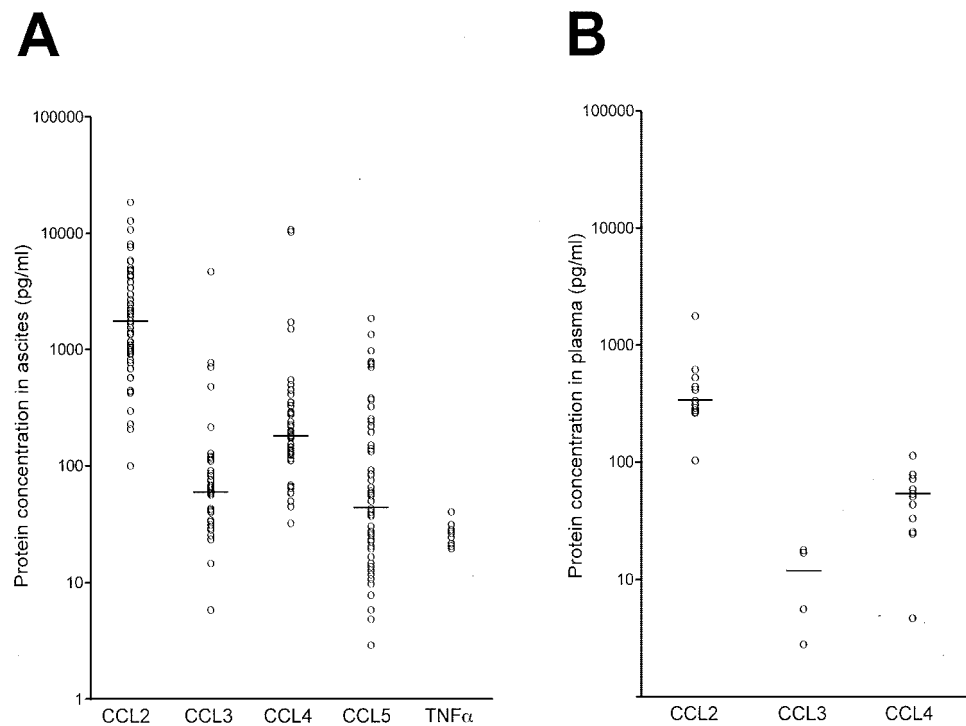 A
B
Protein concentration in ascites (pg/ml)
100000
10000
1000
100
10
1
CCL2 CCL3 CCL4 CCL5 TNFα
Protein concentration in plasma (pg/ml)
100000
10000
1000
100
10
CCL2 CCL3 CCL4